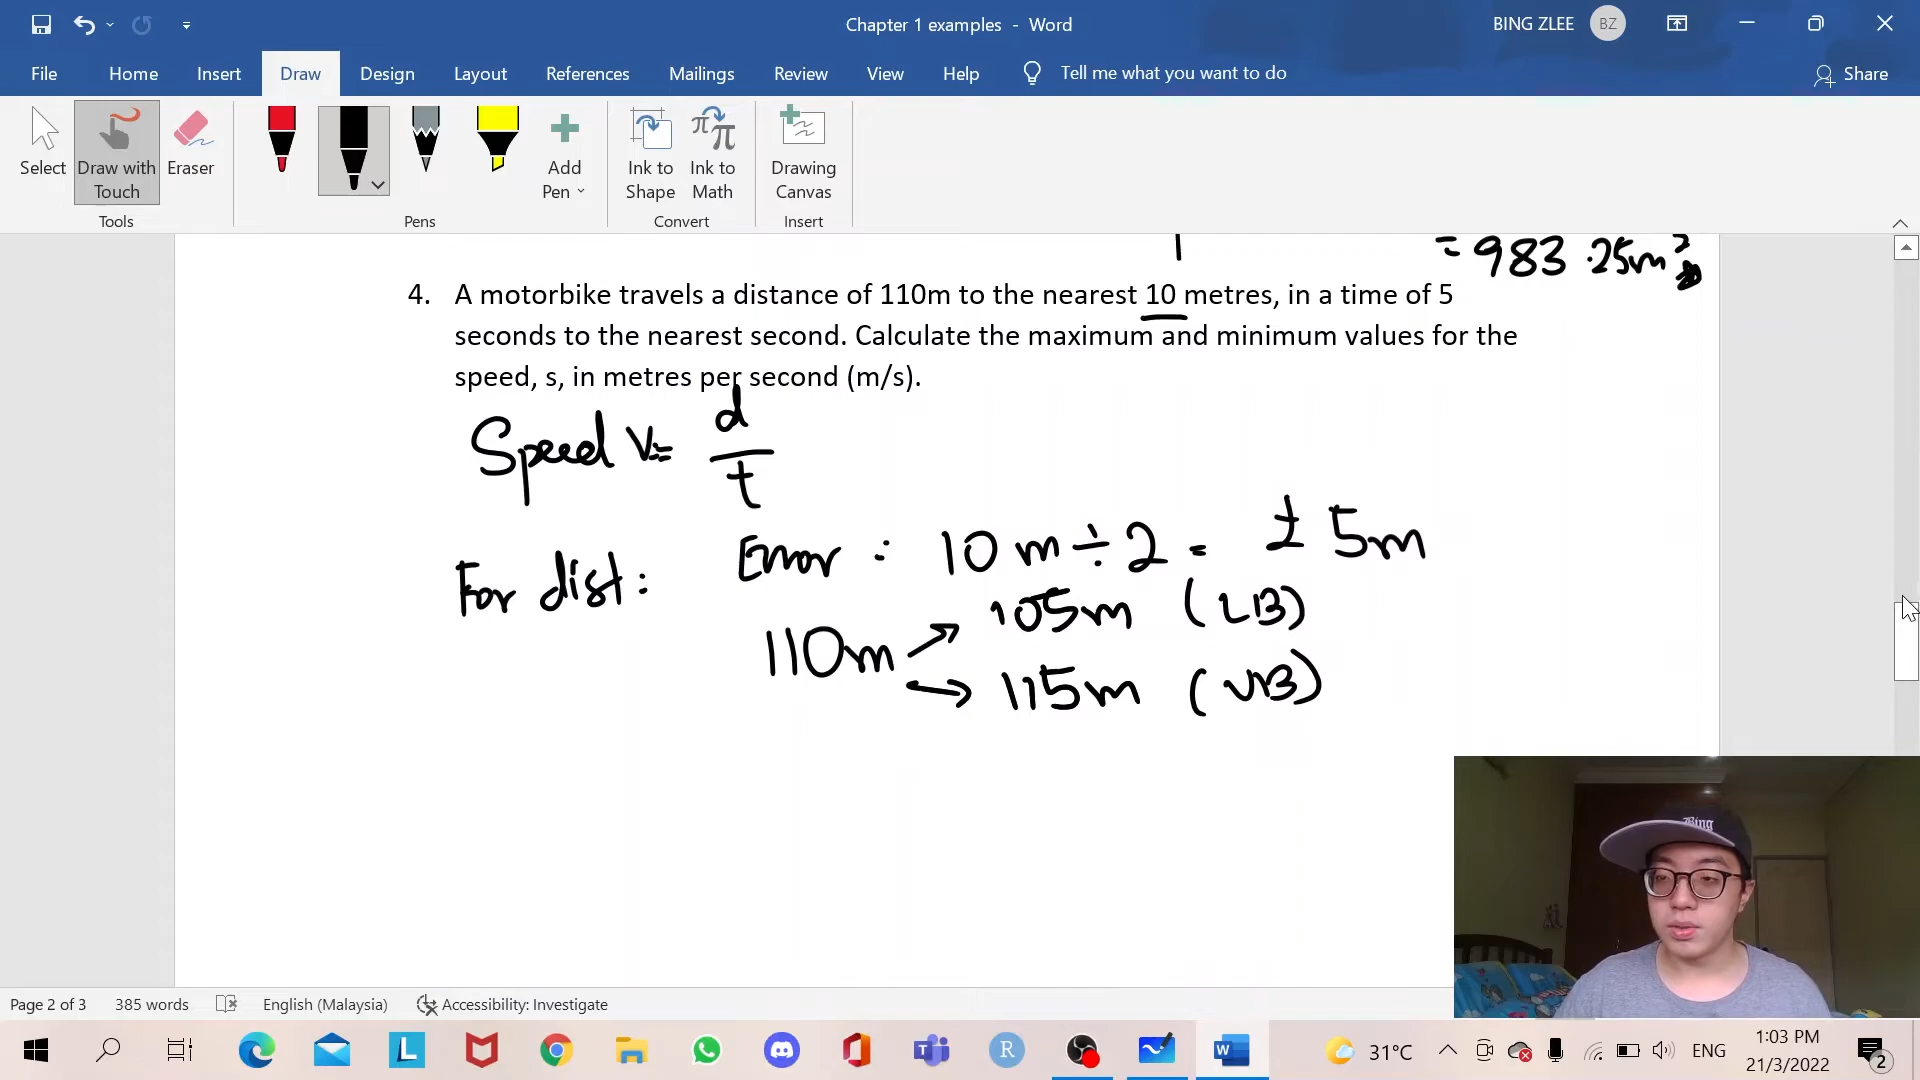 Chapter 1 examples - Word
BING ZLEE BZ
File Home Insert Draw Design Layout References Mailings Review View Help Tell me what you want to do Share
Select Draw with Touch Eraser Add Pen Ink to Shape Ink to Math Drawing Canvas
Tools Pens Convert Insert
= 983.25m²
4. A motorbike travels a distance of 110m to the nearest 10 metres, in a time of 5
seconds to the nearest second. Calculate the maximum and minimum values for the
speed, s, in metres per second (m/s).
Speed v = d/t
For dist: Error : 10 m ÷ 2 = ± 5m
105m (LB)
110m
115m (UB)
Bing
Page 2 of 3 385 words English (Malaysia) Accessibility: Investigate
31°C ENG 1:03 PM
21/3/2022 2